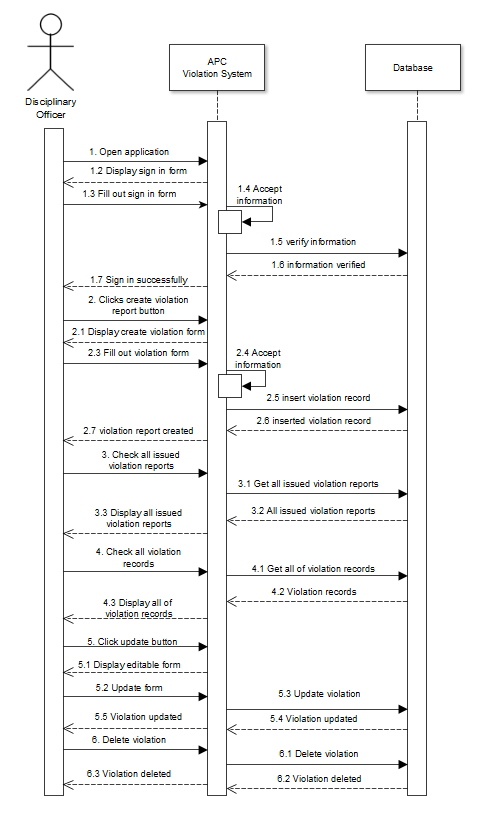 APC
Violation System
Database
Disciplinary
Officer
1. Open application
1.2 Display sign in form
1.3 Fill out sign in form
1.4 Accept
information
1.5 verify information
1.6 information verified
1.7 Sign in successfully
2. Clicks create violation
report button
2.1 Display create violation form
2.3 Fill out violation form
2.4 Accept
information
2.5 insert violation record
2.6 inserted violation record
2.7 violation report created
3. Check all issued
violation reports
3.1 Get all issued violation reports
3.2 All issued violation reports
3.3 Display all issued
violation reports
4. Check all violation
records
4.1 Get all of violation records
4.2 Violation records
4.3 Display all of
violation records
5. Click update button
5.1 Display editable form
5.2 Update form
5.3 Update violation
5.4 Violation updated
5.5 Violation updated
6. Delete violation
6.1 Delete violation
6.2 Violation deleted
6.3 Violation deleted